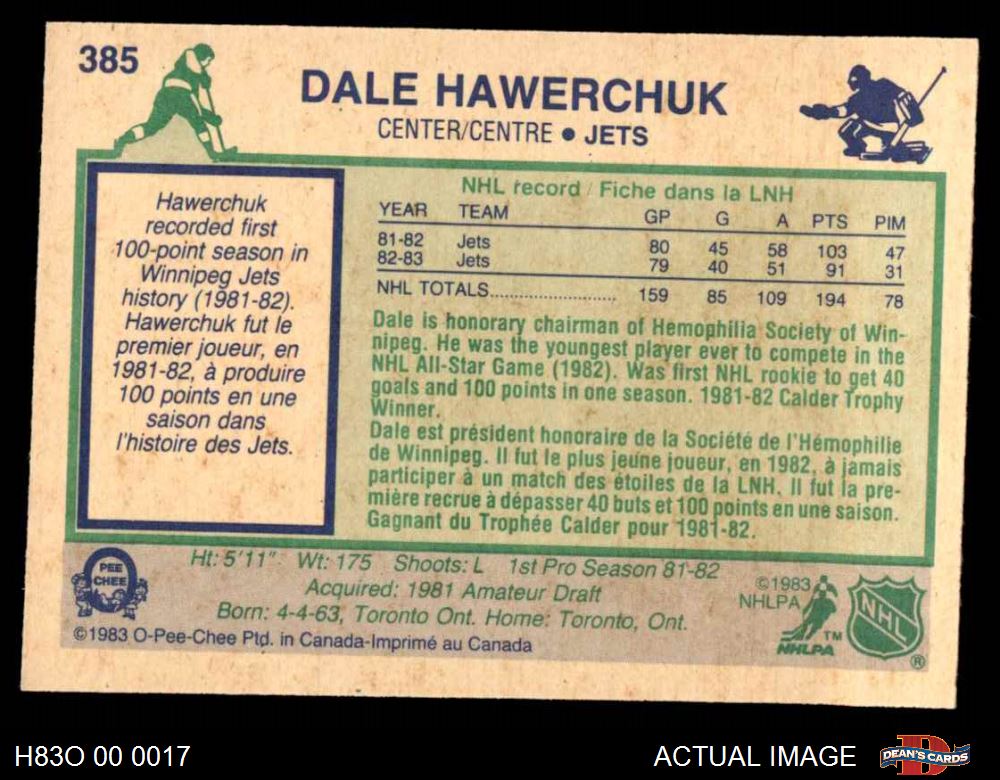 385
DALE HAWERCHUK
CENTER/CENTRE ● JETS
Hawerchuk
recorded first
100-point season in
Winnipeg Jets
history (1981-82).
Hawerchuk fut le
premier joueur, en
1981-82, à produire
100 points en une
saison dans
l'histoire des Jets.
NHL record / Fiche dans la LNH
YEAR TEAM GP G A PTS PIM
81-82 Jets 80 45 58 103 47
82-83 Jets 79 40 51 91 31
NHL TOTALS.............................. 159 85 109 194 78
Dale is honorary chairman of Hemophilia Society of Win-
nipeg. He was the youngest player ever to compete in the
NHL All-Star Game (1982). Was first NHL rookie to get 40
goals and 100 points in one season. 1981-82 Calder Trophy
Winner.
Dale est président honoraire de la Société de l'Hémophilie
de Winnipeg. Il fut le plus jeune joueur, en 1982, à jamais
participer à un match des étoiles de la LNH. Il fut la pre-
mière recrue à dépasser 40 buts et 100 points en une saison.
Gagnant du Trophée Calder pour 1981-82.
PEE
CHEE
Ht: 5'11" Wt: 175 Shoots: L 1st Pro Season 81-82
Acquired: 1981 Amateur Draft
Born: 4-4-63, Toronto Ont. Home: Toronto, Ont.
©1983 O-Pee-Chee Ptd. in Canada-Imprimé au Canada
©1983
NHLPA
TM
NHLPA
NHL
®
H83O 00 0017
ACTUAL IMAGE
DEAN'S CARDS